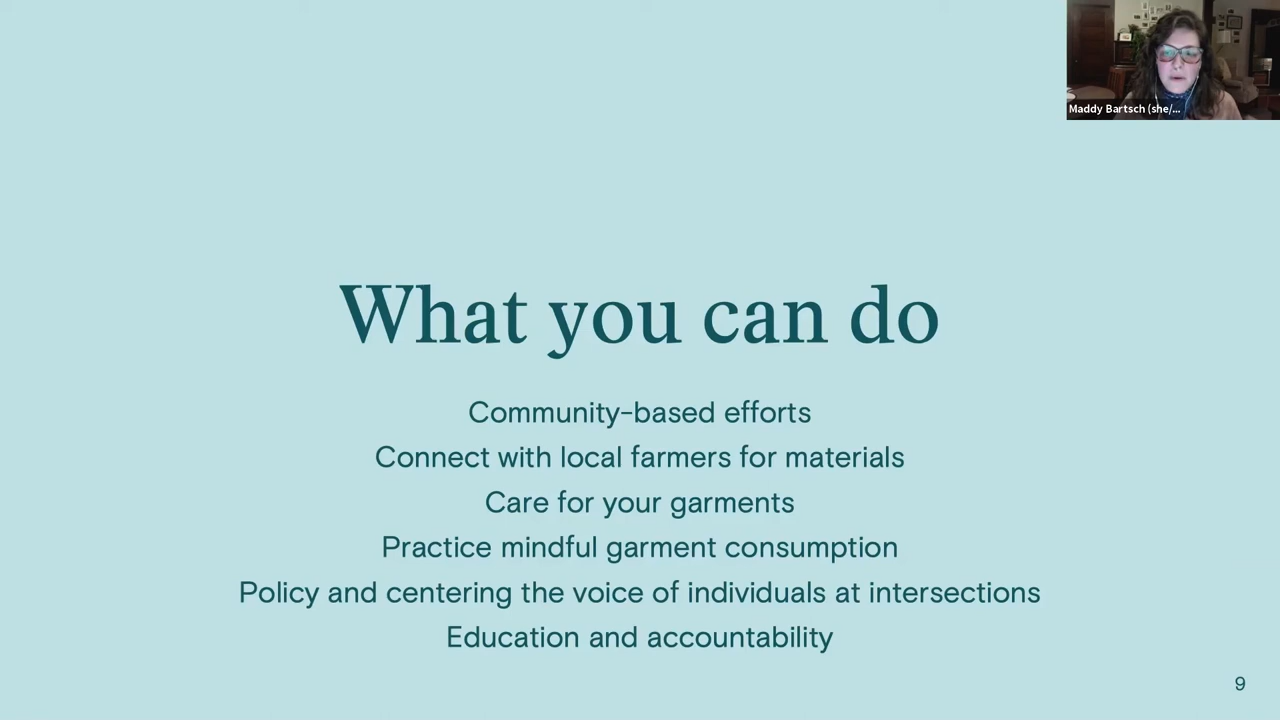 Maddy Bartsch (she/...
What you can do
Community-based efforts
Connect with local farmers for materials
Care for your garments
Practice mindful garment consumption
Policy and centering the voice of individuals at intersections
Education and accountability
9